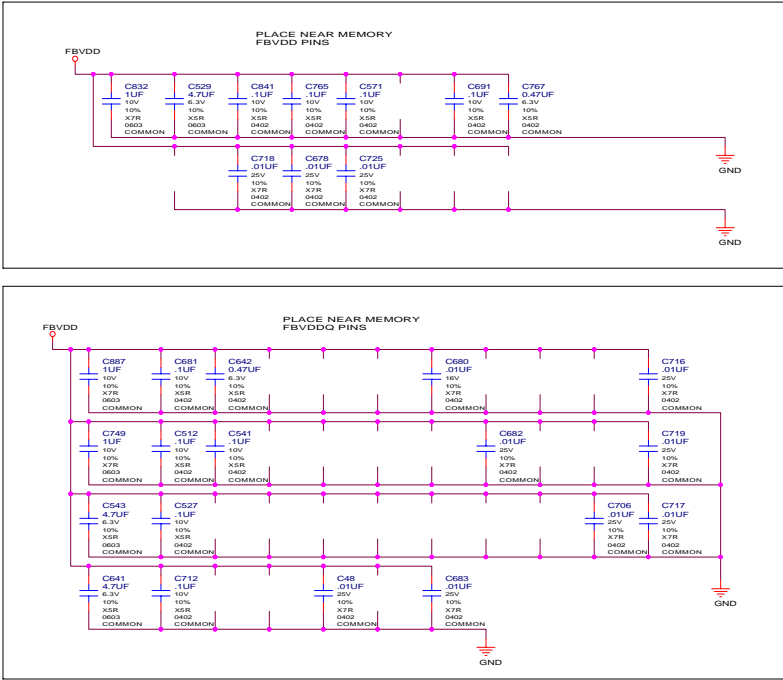 PLACE NEAR MEMORY
FBVDD PINS
FBVDD
C832
1UF
10V
10%
X7R
0603
COMMON
C529
4.7UF
6.3V
10%
X5R
0603
COMMON
C841
.1UF
10V
10%
X5R
0402
COMMON
C765
.1UF
10V
10%
X5R
0402
COMMON
C571
.1UF
10V
10%
X5R
0402
COMMON
C691
.1UF
10V
10%
X5R
0402
COMMON
C767
0.47UF
6.3V
10%
X5R
0402
COMMON
GND
C718
.01UF
25V
10%
X7R
0402
COMMON
C678
.01UF
25V
10%
X7R
0402
COMMON
C725
.01UF
25V
10%
X7R
0402
COMMON
GND
PLACE NEAR MEMORY
FBVDDQ PINS
FBVDD
C887
1UF
10V
10%
X7R
0603
COMMON
C681
.1UF
10V
10%
X5R
0402
COMMON
C642
0.47UF
6.3V
10%
X5R
0402
COMMON
C680
.01UF
16V
10%
X7R
0402
COMMON
C716
.01UF
25V
10%
X7R
0402
COMMON
C749
1UF
10V
10%
X7R
0603
COMMON
C512
.1UF
10V
10%
X5R
0402
COMMON
C541
.1UF
10V
10%
X5R
0402
COMMON
C682
.01UF
25V
10%
X7R
0402
COMMON
C719
.01UF
25V
10%
X7R
0402
COMMON
C543
4.7UF
6.3V
10%
X5R
0603
COMMON
C527
.1UF
10V
10%
X5R
0402
COMMON
C706
.01UF
25V
10%
X7R
0402
COMMON
C717
.01UF
25V
10%
X7R
0402
COMMON
C641
4.7UF
6.3V
10%
X5R
0603
COMMON
C712
.1UF
10V
10%
X5R
0402
COMMON
C48
.01UF
25V
10%
X7R
0402
COMMON
C683
.01UF
25V
10%
X7R
0402
COMMON
GND
GND